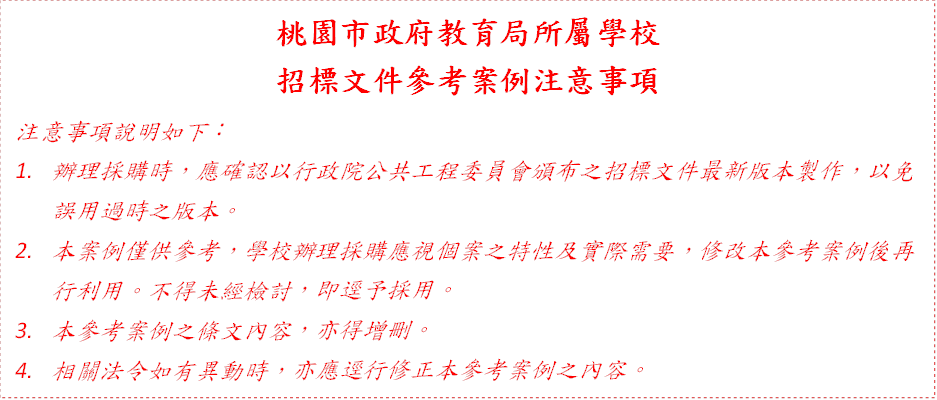 桃園市政府教育局所屬學校
招標文件參考案例注意事項
注意事項說明如下：
1. 辦理採購時，應確認以行政院公共工程委員會頒布之招標文件最新版本製作，以免
誤用過時之版本。
2. 本案例僅供參考，學校辦理採購應視個案之特性及實際需要，修改本參考案例後再
行利用。不得未經檢討，即逕予採用。
3. 本參考案例之條文內容，亦得增刪。
4. 相關法令如有異動時，亦應逕行修正本參考案例之內容。